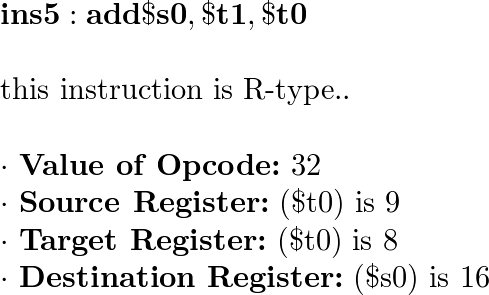 ins5 : add$s0, $t1, $t0
this instruction is R-type..
· Value of Opcode: 32
· Source Register: ($t0) is 9
· Target Register: ($t0) is 8
· Destination Register: ($s0) is 16